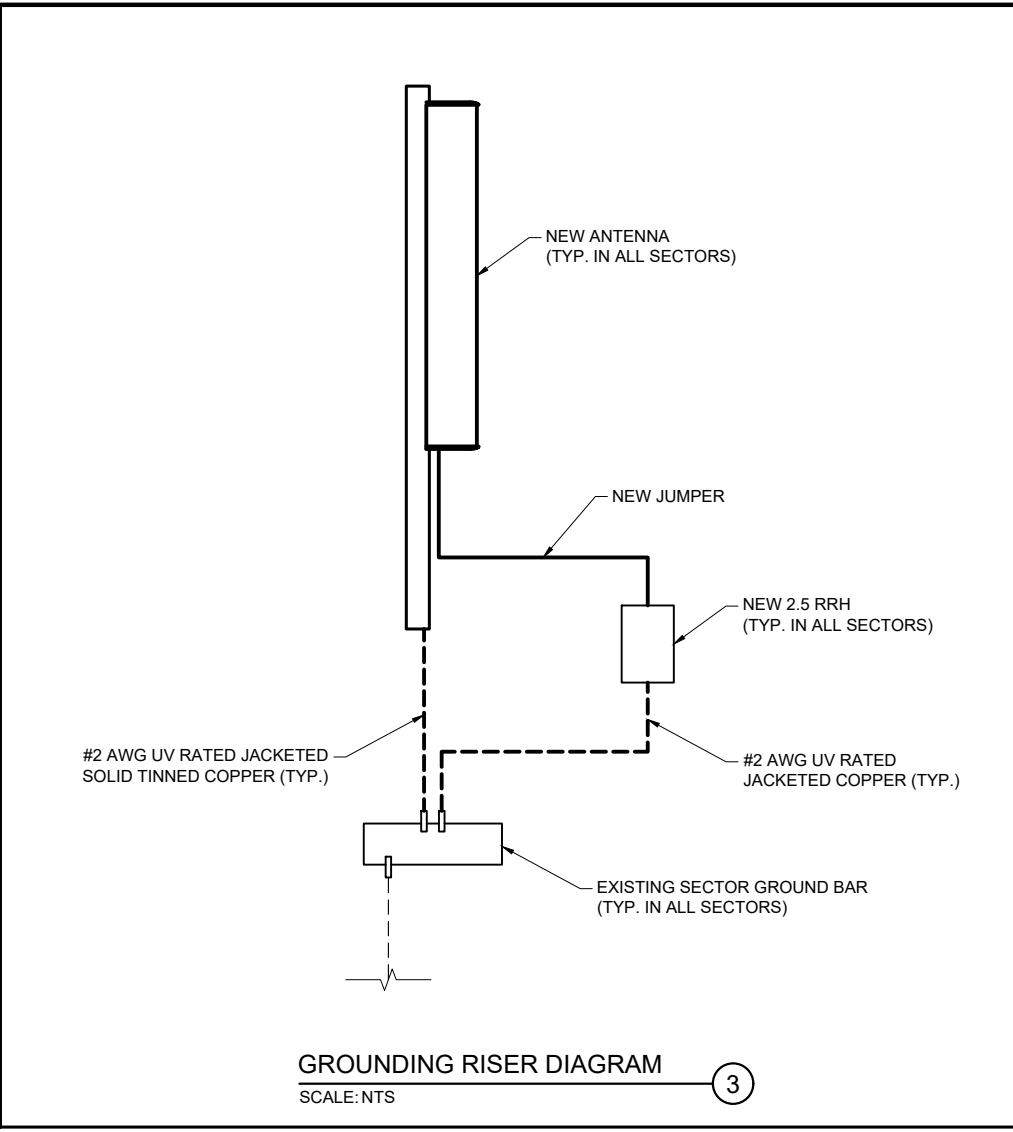 NEW ANTENNA
(TYP. IN ALL SECTORS)
NEW JUMPER
NEW 2.5 RRH
(TYP. IN ALL SECTORS)
#2 AWG UV RATED JACKETED
SOLID TINNED COPPER (TYP.)
#2 AWG UV RATED
JACKETED COPPER (TYP.)
EXISTING SECTOR GROUND BAR
(TYP. IN ALL SECTORS)
GROUNDING RISER DIAGRAM
3
SCALE: NTS